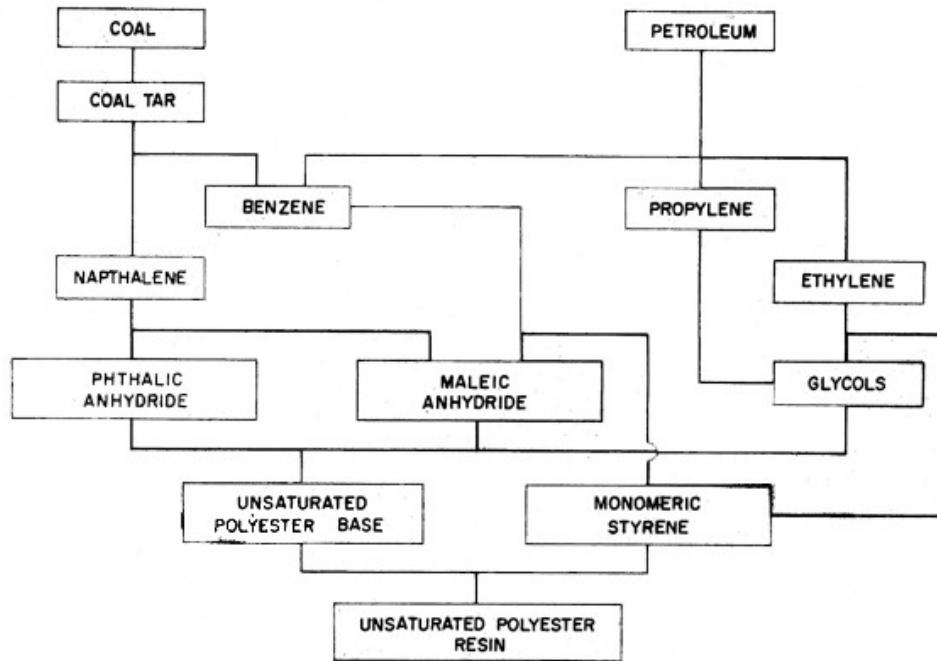 COAL
PETROLEUM
COAL TAR
BENZENE
PROPYLENE
NAPTHALENE
ETHYLENE
PHTHALIC
ANHYDRIDE
MALEIC
ANHYDRIDE
GLYCOLS
UNSATURATED
POLYESTER BASE
MONOMERIC
STYRENE
UNSATURATED POLYESTER
RESIN